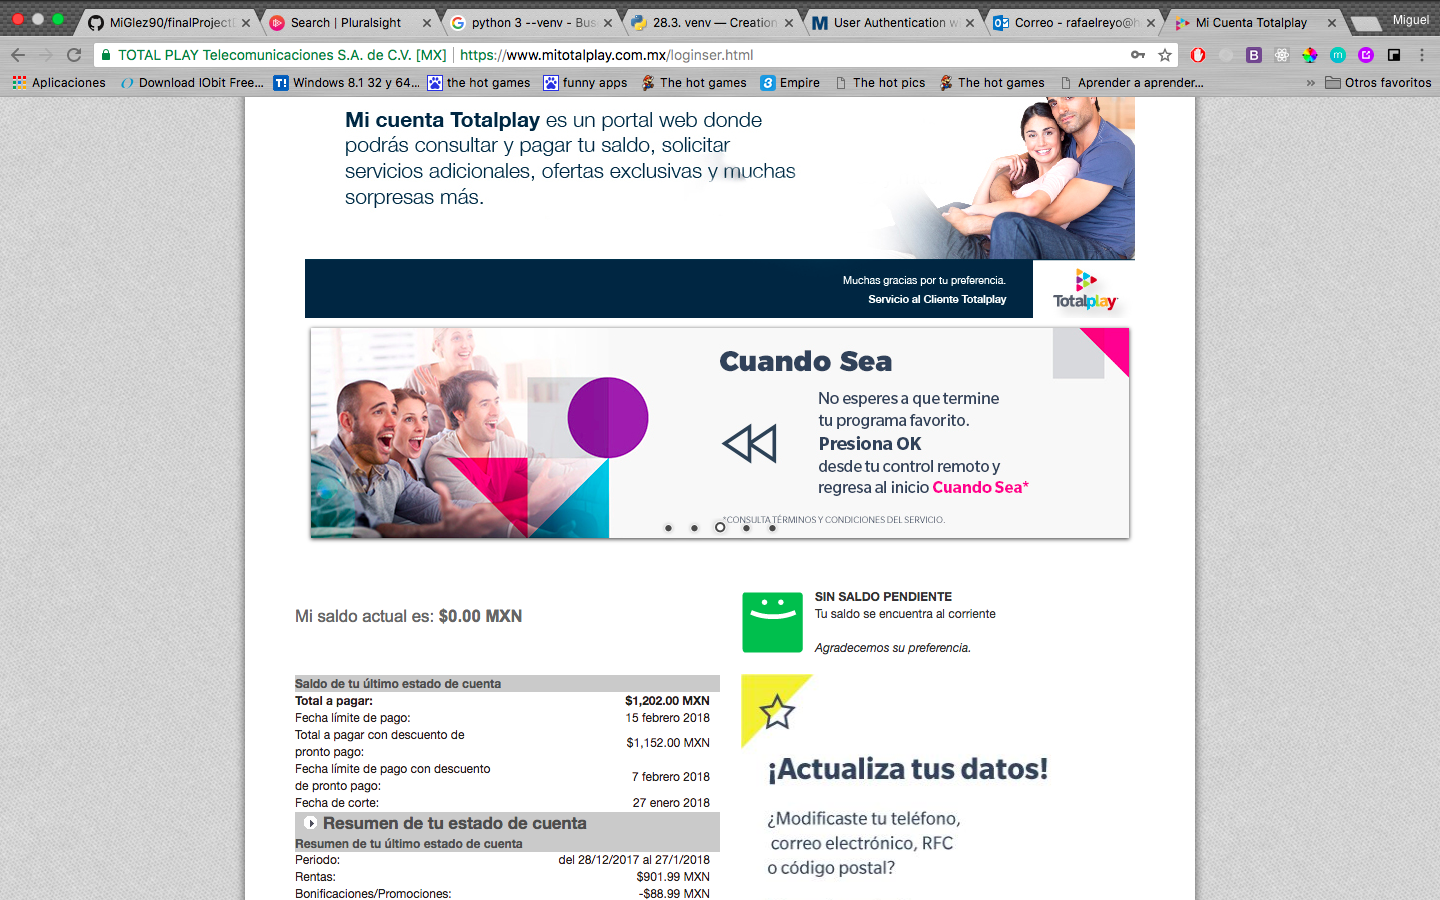 MiGlez90/finalProjectE
Search | Pluralsight
python 3 --venv - Bus
28.3. venv — Creation
User Authentication w
Correo - rafaelreyo@h
Mi Cuenta Totalplay
Miguel
TOTAL PLAY Telecomunicaciones S.A. de C.V. [MX]
https://www.mitotalplay.com.mx/loginser.html
Aplicaciones
Download IObit Free...
Windows 8.1 32 y 64...
the hot games
funny apps
The hot games
Empire
The hot pics
The hot games
Aprender a aprender...
»
Otros favoritos
Mi cuenta Totalplay es un portal web donde
podrás consultar y pagar tu saldo, solicitar
servicios adicionales, ofertas exclusivas y muchas
sorpresas más.
Muchas gracias por tu preferencia.
Servicio al Cliente Totalplay
Totalplay
Cuando Sea
No esperes a que termine
tu programa favorito.
Presiona OK
desde tu control remoto y
regresa al inicio Cuando Sea*
*CONSULTA TÉRMINOS Y CONDICIONES DEL SERVICIO.
Mi saldo actual es: $0.00 MXN
SIN SALDO PENDIENTE
Tu saldo se encuentra al corriente
Agradecemos su preferencia.
Saldo de tu último estado de cuenta
Total a pagar: $1,202.00 MXN
Fecha límite de pago: 15 febrero 2018
Total a pagar con descuento de
pronto pago: $1,152.00 MXN
Fecha límite de pago con descuento
de pronto pago: 7 febrero 2018
Fecha de corte: 27 enero 2018
Resumen de tu estado de cuenta
Resumen de tu último estado de cuenta
Periodo: del 28/12/2017 al 27/1/2018
Rentas: $901.99 MXN
Bonificaciones/Promociones: -$88.99 MXN
¡Actualiza tus datos!
¿Modificaste tu teléfono,
correo electrónico, RFC
o código postal?